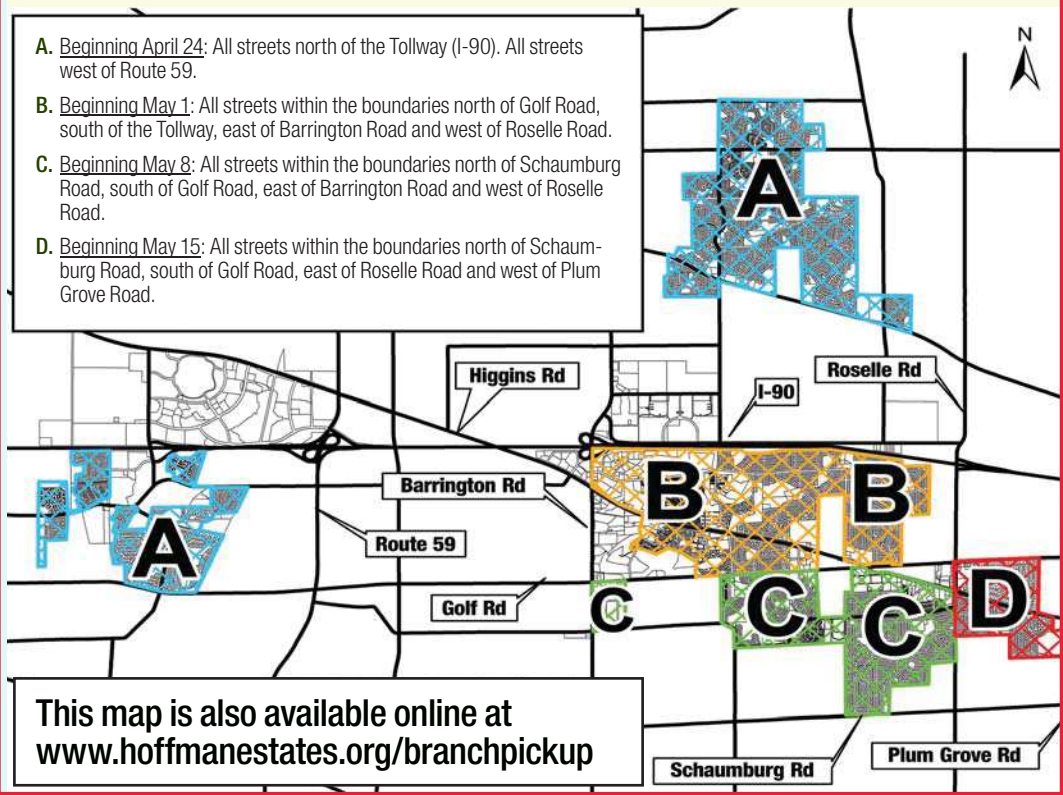 A. Beginning April 24: All streets north of the Tollway (I-90). All streets
west of Route 59.
B. Beginning May 1: All streets within the boundaries north of Golf Road,
south of the Tollway, east of Barrington Road and west of Roselle Road.
C. Beginning May 8: All streets within the boundaries north of Schaumburg
Road, south of Golf Road, east of Barrington Road and west of Roselle
Road.
D. Beginning May 15: All streets within the boundaries north of Schaum-
burg Road, south of Golf Road, east of Roselle Road and west of Plum
Grove Road.
N
A
Higgins Rd
Roselle Rd
I-90
Barrington Rd
B
B
A
Route 59
Golf Rd
C
C
C
D
This map is also available online at
www.hoffmanestates.org/branchpickup
Schaumburg Rd
Plum Grove Rd